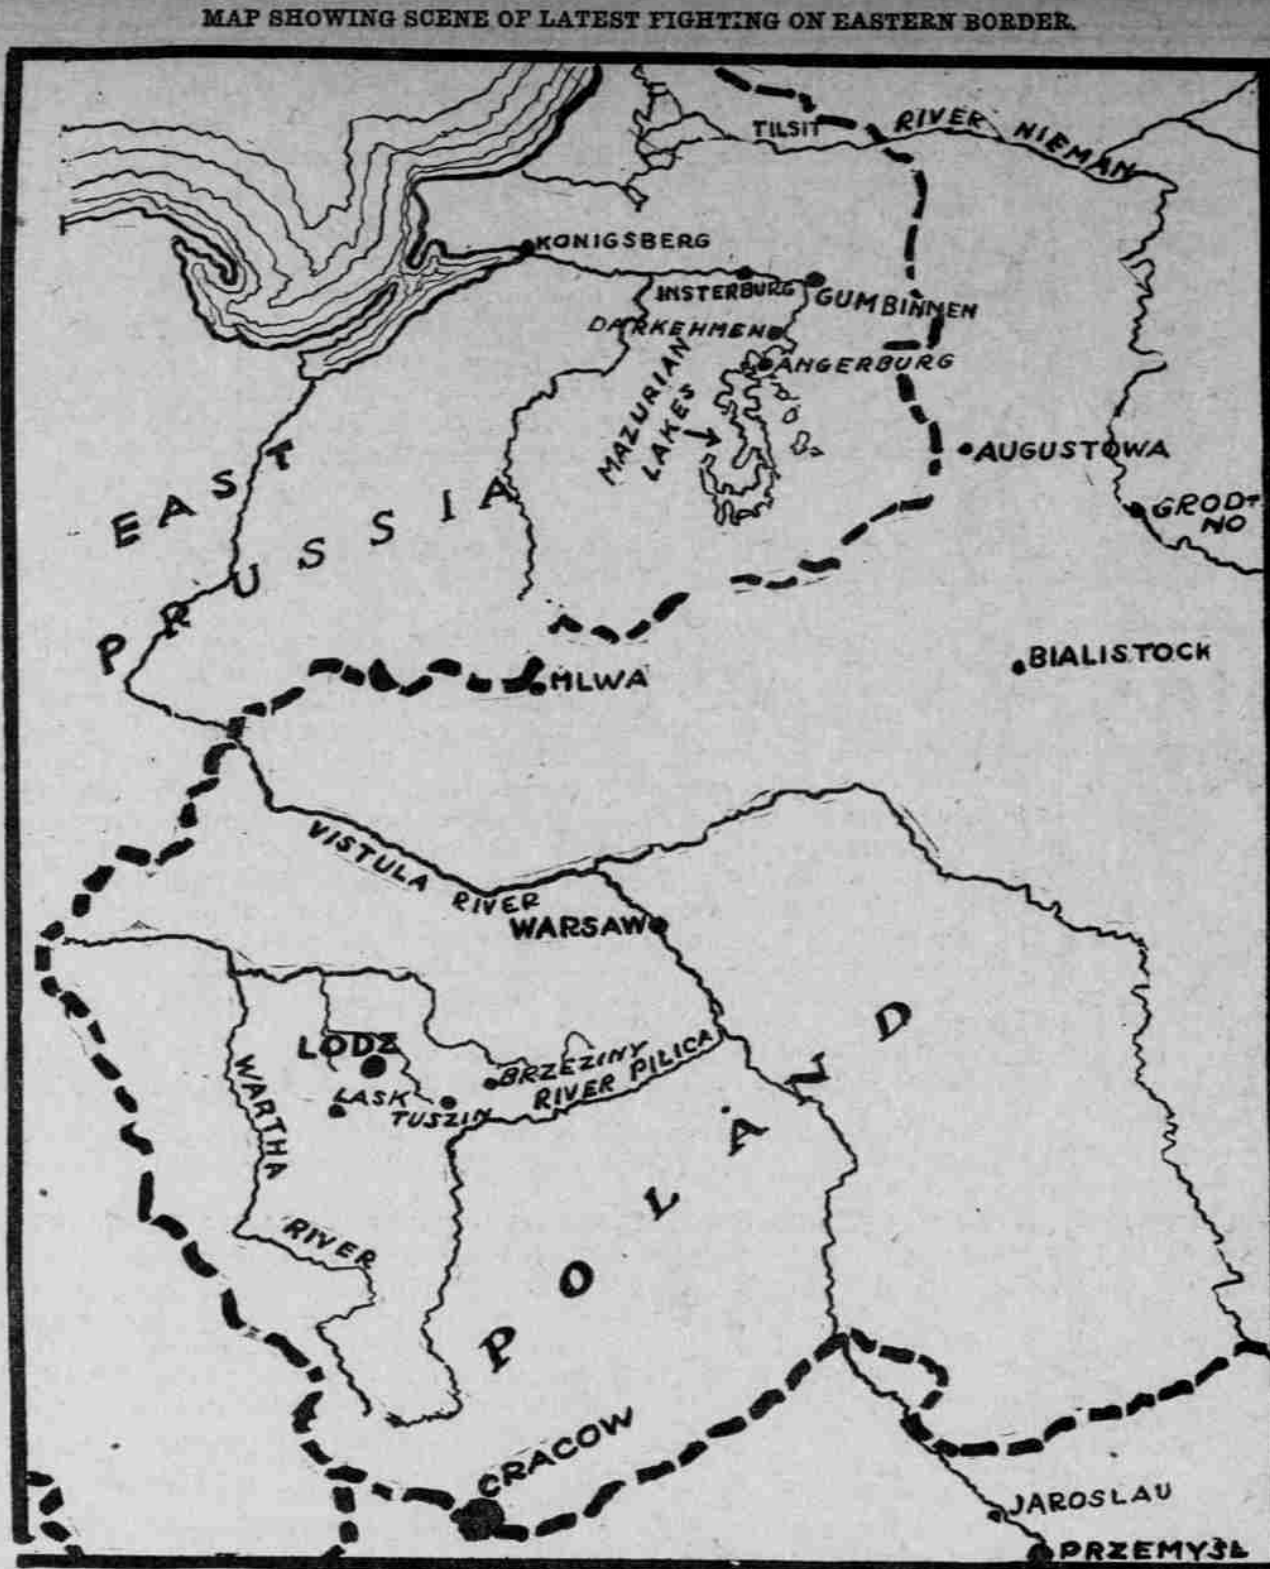 MAP SHOWING SCENE OF LATEST FIGHTING ON EASTERN BORDER.
TILSIT
RIVER NIEMAN
KONIGSBERG
INSTERBURG
GUMBINNEN
DARKEHMEN
ANGERBURG
MAZURIAN
LAKES
AUGUSTOWA
GROD-
NO
EAST
PRUSSIA
BIALISTOCK
MLWA
VISTULA RIVER
WARSAW
LODZ
BRZEZINY
RIVER PILICA
LASK
TUSZIN
WARTHA
RIVER
POLAND
CRACOW
JAROSLAU
PRZEMYSL